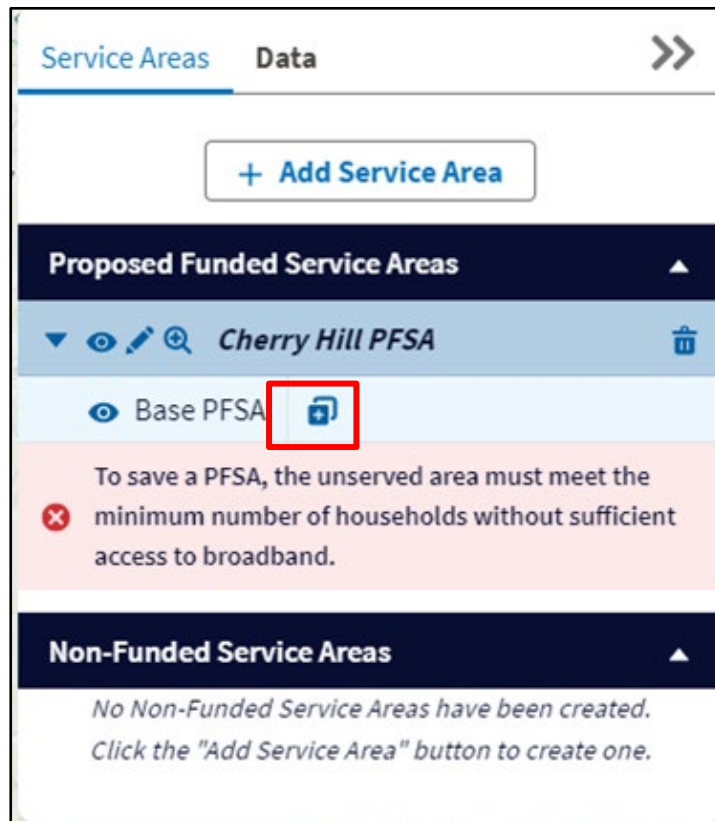 Service Areas Data
+ Add Service Area
Proposed Funded Service Areas
Cherry Hill PFSA
Base PFSA
To save a PFSA, the unserved area must meet the
minimum number of households without sufficient
access to broadband.
Non-Funded Service Areas
No Non-Funded Service Areas have been created.
Click the "Add Service Area" button to create one.